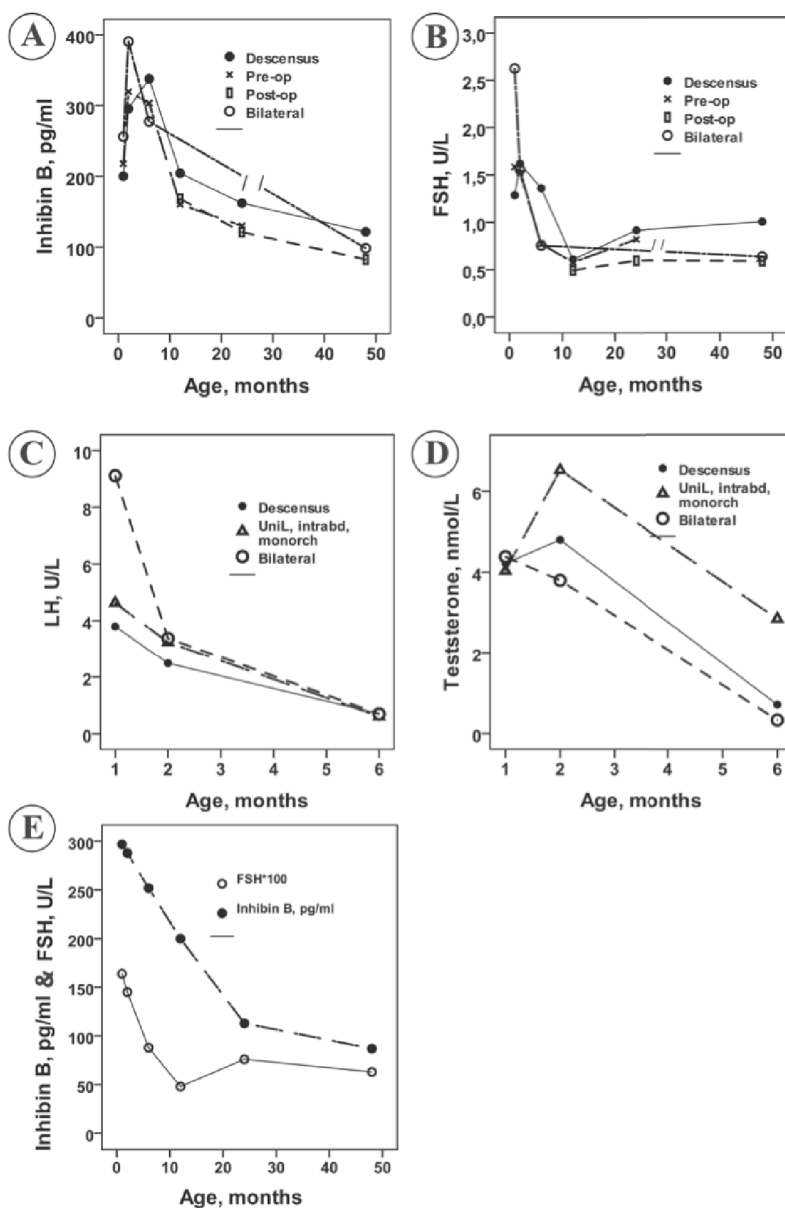 A
400
300
200
100
0
Inhibin B, pg/ml
Descensus
Pre-op
Post-op
Bilateral
0 10 20 30 40 50
Age, months
B
3,0
2,5
2,0
1,5
1,0
0,5
0,0
FSH, U/L
Descensus
Pre-op
Post-op
Bilateral
0 10 20 30 40 50
Age, months
C
10
8
6
4
2
0
LH, U/L
Descensus
UniL, intrabd,
monorch
Bilateral
1 2 3 4 5 6
Age, months
D
6
4
2
0
Teststerone, nmol/L
Descensus
UniL, intrabd,
monorch
Bilateral
1 2 3 4 5 6
Age, months
E
300
250
200
150
100
50
0
Inhibin B, pg/ml & FSH, U/L
FSH*100
Inhibin B, pg/ml
0 10 20 30 40 50
Age, months